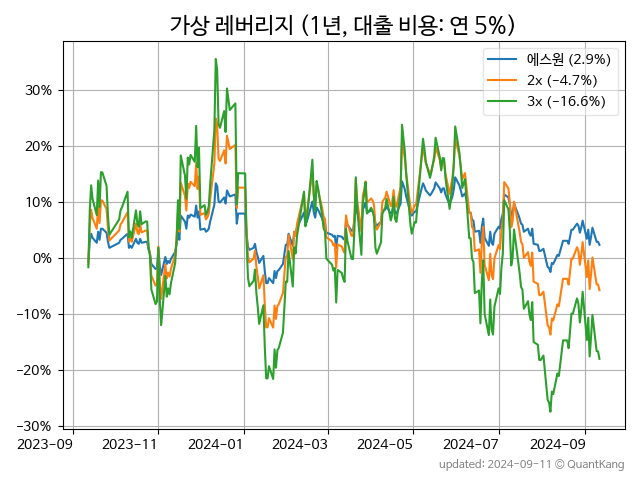 가상 레버리지 (1년, 대출 비용: 연 5%)
에스원 (2.9%)
2x (−4.7%)
3x (−16.6%)
30%
20%
10%
0%
−10%
−20%
−30%
2023-09
2023-11
2024-01
2024-03
2024-05
2024-07
2024-09
updated: 2024-09-11 © QuantKang